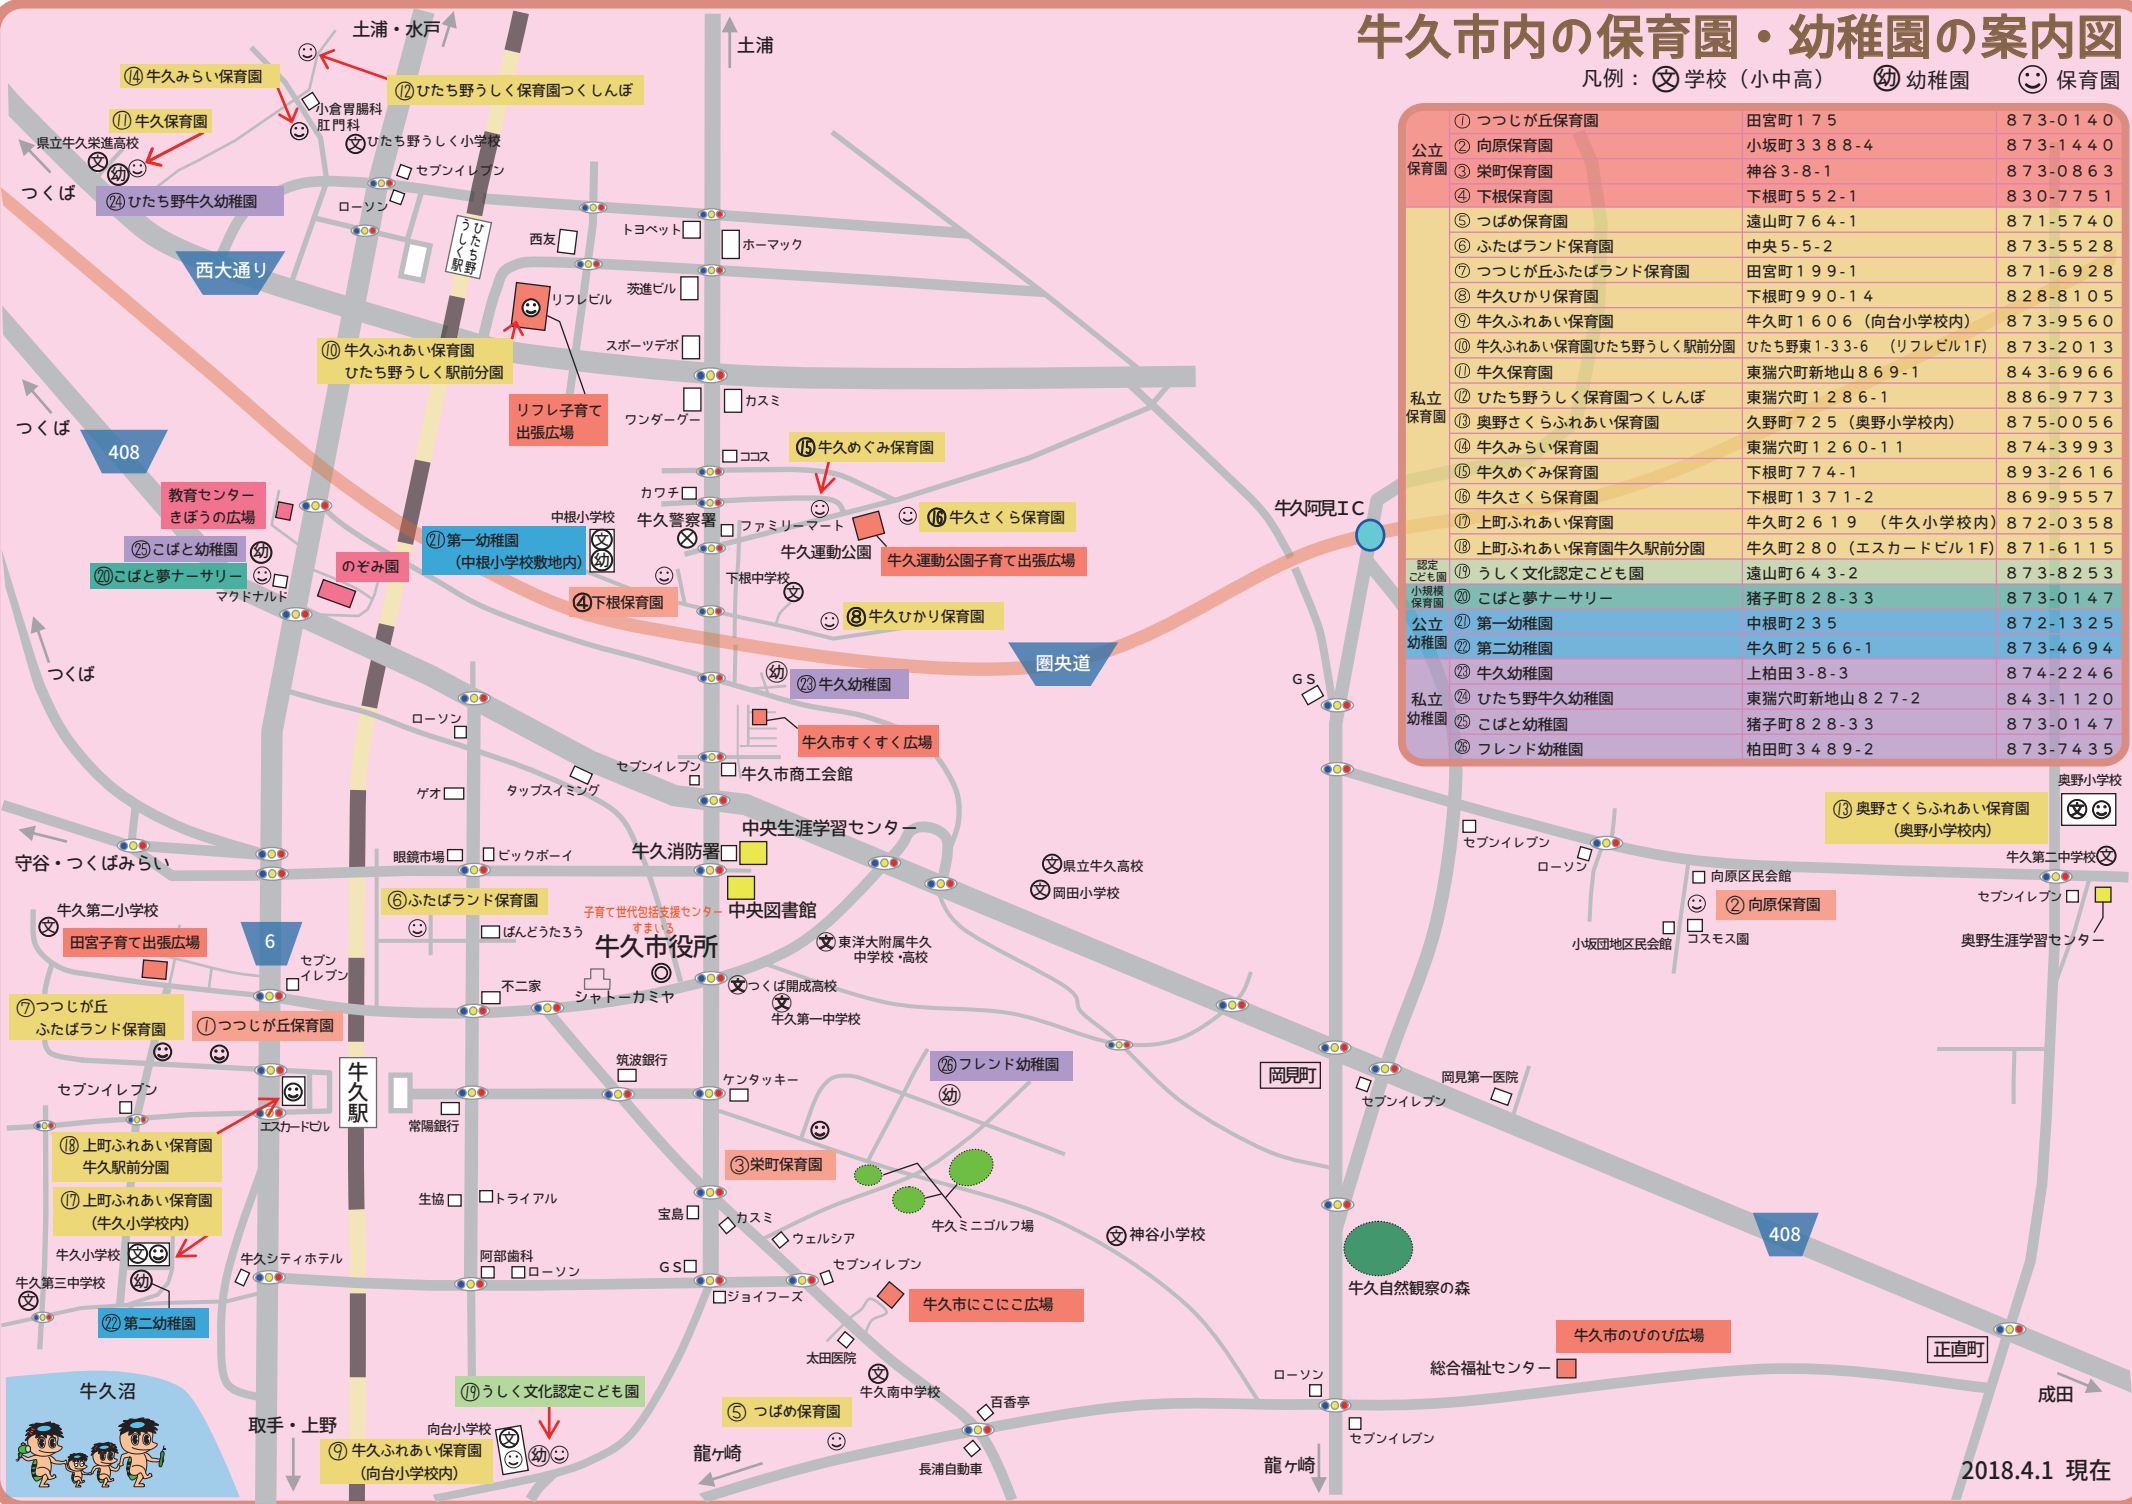 牛久市内の保育園・幼稚園の案内図
凡例： 文 学校（小中高） 幼 幼稚園 保育園
公立保育園
① つつじが丘保育園 田宮町１７５ ８７３-０１４０
② 向原保育園 小坂町３３８８-４ ８７３-１４４０
③ 栄町保育園 神谷３-８-１ ８７３-０８６３
④ 下根保育園 下根町５５２-１ ８３０-７７５１
私立保育園
⑤ つばめ保育園 遠山町７６４-１ ８７１-５７４０
⑥ ふたばランド保育園 中央５-５-２ ８７３-５５２８
⑦ つつじが丘ふたばランド保育園 田宮町１９９-１ ８７１-６９２８
⑧ 牛久ひかり保育園 下根町９９０-１４ ８２８-８１０５
⑨ 牛久ふれあい保育園 牛久町１６０６（向台小学校内） ８７３-９５６０
⑩ 牛久ふれあい保育園ひたち野うしく駅前分園 ひたち野東１-３３-６ （リフレビル１F） ８７３-２０１３
⑪ 牛久保育園 東猯穴町新地山８６９-１ ８４３-６９６６
⑫ ひたち野うしく保育園つくしんぼ 東猯穴町１２８６-１ ８８６-９７７３
⑬ 奥野さくらふれあい保育園 久野町７２５（奥野小学校内） ８７５-００５６
⑭ 牛久みらい保育園 東猯穴町１２６０-１１ ８７４-３９９３
⑮ 牛久めぐみ保育園 下根町７７４-１ ８９３-２６１６
⑯ 牛久さくら保育園 下根町１３７１-２ ８６９-９５５７
⑰ 上町ふれあい保育園 牛久町２６１９ （牛久小学校内） ８７２-０３５８
⑱ 上町ふれあい保育園牛久駅前分園 牛久町２８０（エスカードビル１F） ８７１-６１１５
認定こども園
⑲ うしく文化認定こども園 遠山町６４３-２ ８７３-８２５３
小規模保育園
⑳ こばと夢ナーサリー 猪子町８２８-３３ ８７３-０１４７
公立幼稚園
㉑ 第一幼稚園 中根町２３５ ８７２-１３２５
㉒ 第二幼稚園 牛久町２５６６-１ ８７３-４６９４
私立幼稚園
㉓ 牛久幼稚園 上柏田３-８-３ ８７４-２２４６
㉔ ひたち野牛久幼稚園 東猯穴町新地山８２７-２ ８４３-１１２０
㉕ こばと幼稚園 猪子町８２８-３３ ８７３-０１４７
㉖ フレンド幼稚園 柏田町３４８９-２ ８７３-７４３５
土浦・水戸
土浦
⑭牛久みらい保育園
⑫ひたち野うしく保育園つくしんぼ
小倉胃腸科
肛門科
⑪牛久保育園
文 ひたち野うしく小学校
県立牛久栄進高校
文 幼
つくば
㉔ひたち野牛久幼稚園
セブンイレブン
ローソン
ひたち野
うしく駅
西友
トヨペット
ホーマック
西大通り
茨進ビル
リフレビル
スポーツデポ
⑩ 牛久ふれあい保育園
ひたち野うしく駅前分園
リフレ子育て
出張広場
ワンダーグー
カスミ
つくば
408
ココス
⑮牛久めぐみ保育園
教育センター
きぼうの広場
カワチ
中根小学校
牛久警察署
ファミリーマート
⑯牛久さくら保育園
牛久運動公園
牛久運動公園子育て出張広場
牛久阿見ＩＣ
㉕こばと幼稚園 幼
⑳こばと夢ナーサリー
マクドナルド
のぞみ園
㉑第一幼稚園
（中根小学校敷地内）
文
幼
下根中学校
文
④下根保育園
⑧牛久ひかり保育園
圏央道
つくば
幼 ㉓牛久幼稚園
ＧＳ
ローソン
牛久市すくすく広場
セブンイレブン
牛久市商工会館
ゲオ
タップスイミング
中央生涯学習センター
牛久消防署
眼鏡市場
ビックボーイ
守谷・つくばみらい
奥野小学校
⑬奥野さくらふれあい保育園
（奥野小学校内）
文
セブンイレブン
ローソン
牛久第二中学校 文
セブンイレブン
向原区民会館
② 向原保育園
コスモス園
小坂団地区民会館
奥野生涯学習センター
文 県立牛久高校
文 岡田小学校
⑥ふたばランド保育園
子育て世代包括支援センター
すまいる
中央図書館
牛久市役所
ばんどうたろう
文 東洋大附属牛久
中学校・高校
牛久第二小学校
文
田宮子育て出張広場
6
セブン
イレブン
不二家
シャトーカミヤ
文 つくば開成高校
文
牛久第一中学校
⑦つつじが丘
ふたばランド保育園
①つつじが丘保育園
牛久駅
筑波銀行
ケンタッキー
㉖フレンド幼稚園
幼
岡見町
岡見第一医院
セブンイレブン
セブンイレブン
エスカードビル
常陽銀行
⑱上町ふれあい保育園
牛久駅前分園
③栄町保育園
⑰上町ふれあい保育園
（牛久小学校内）
生協
トライアル
宝島
カスミ
ウェルシア
牛久ミニゴルフ場
文 神谷小学校
408
牛久小学校 文
牛久シティホテル
阿部歯科
ローソン
ＧＳ
セブンイレブン
牛久自然観察の森
牛久第三中学校
文
幼
㉒第二幼稚園
ジョイフーズ
牛久市にこにこ広場
牛久市のびのび広場
正直町
太田医院
総合福祉センター
ローソン
成田
文
牛久南中学校
牛久沼
⑲うしく文化認定こども園
取手・上野
向台小学校
文
幼
⑨ 牛久ふれあい保育園
（向台小学校内）
⑤ つばめ保育園
百香亭
龍ヶ崎
長浦自動車
セブンイレブン
龍ヶ崎
2018.4.1 現在